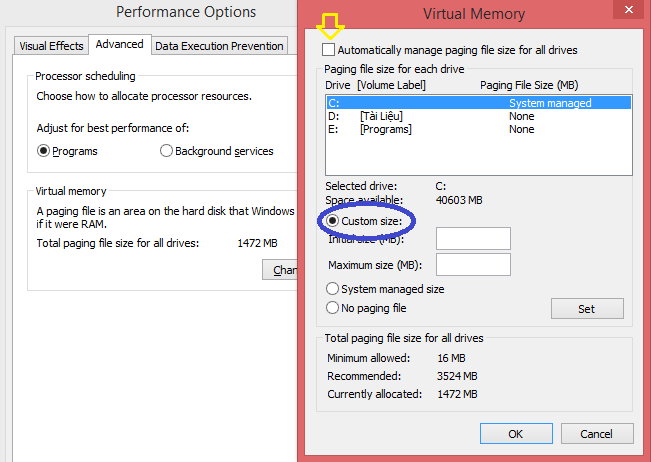 Performance Options
Visual Effects Advanced Data Execution Prevention
Processor scheduling
Choose how to allocate processor resources.
Adjust for best performance of:
Programs Background services
Virtual memory
A paging file is an area on the hard disk that Windows
if it were RAM.
Total paging file size for all drives: 1472 MB
Chan
Virtual Memory
Automatically manage paging file size for all drives
Paging file size for each drive
Drive [Volume Label] Paging File Size (MB)
C: System managed
D: [Tài Liệu] None
E: [Programs] None
Selected drive: C:
Space available: 40603 MB
Custom size:
Initial size (MB):
Maximum size (MB):
System managed size
No paging file
Set
Total paging file size for all drives
Minimum allowed: 16 MB
Recommended: 3524 MB
Currently allocated: 1472 MB
OK Cancel